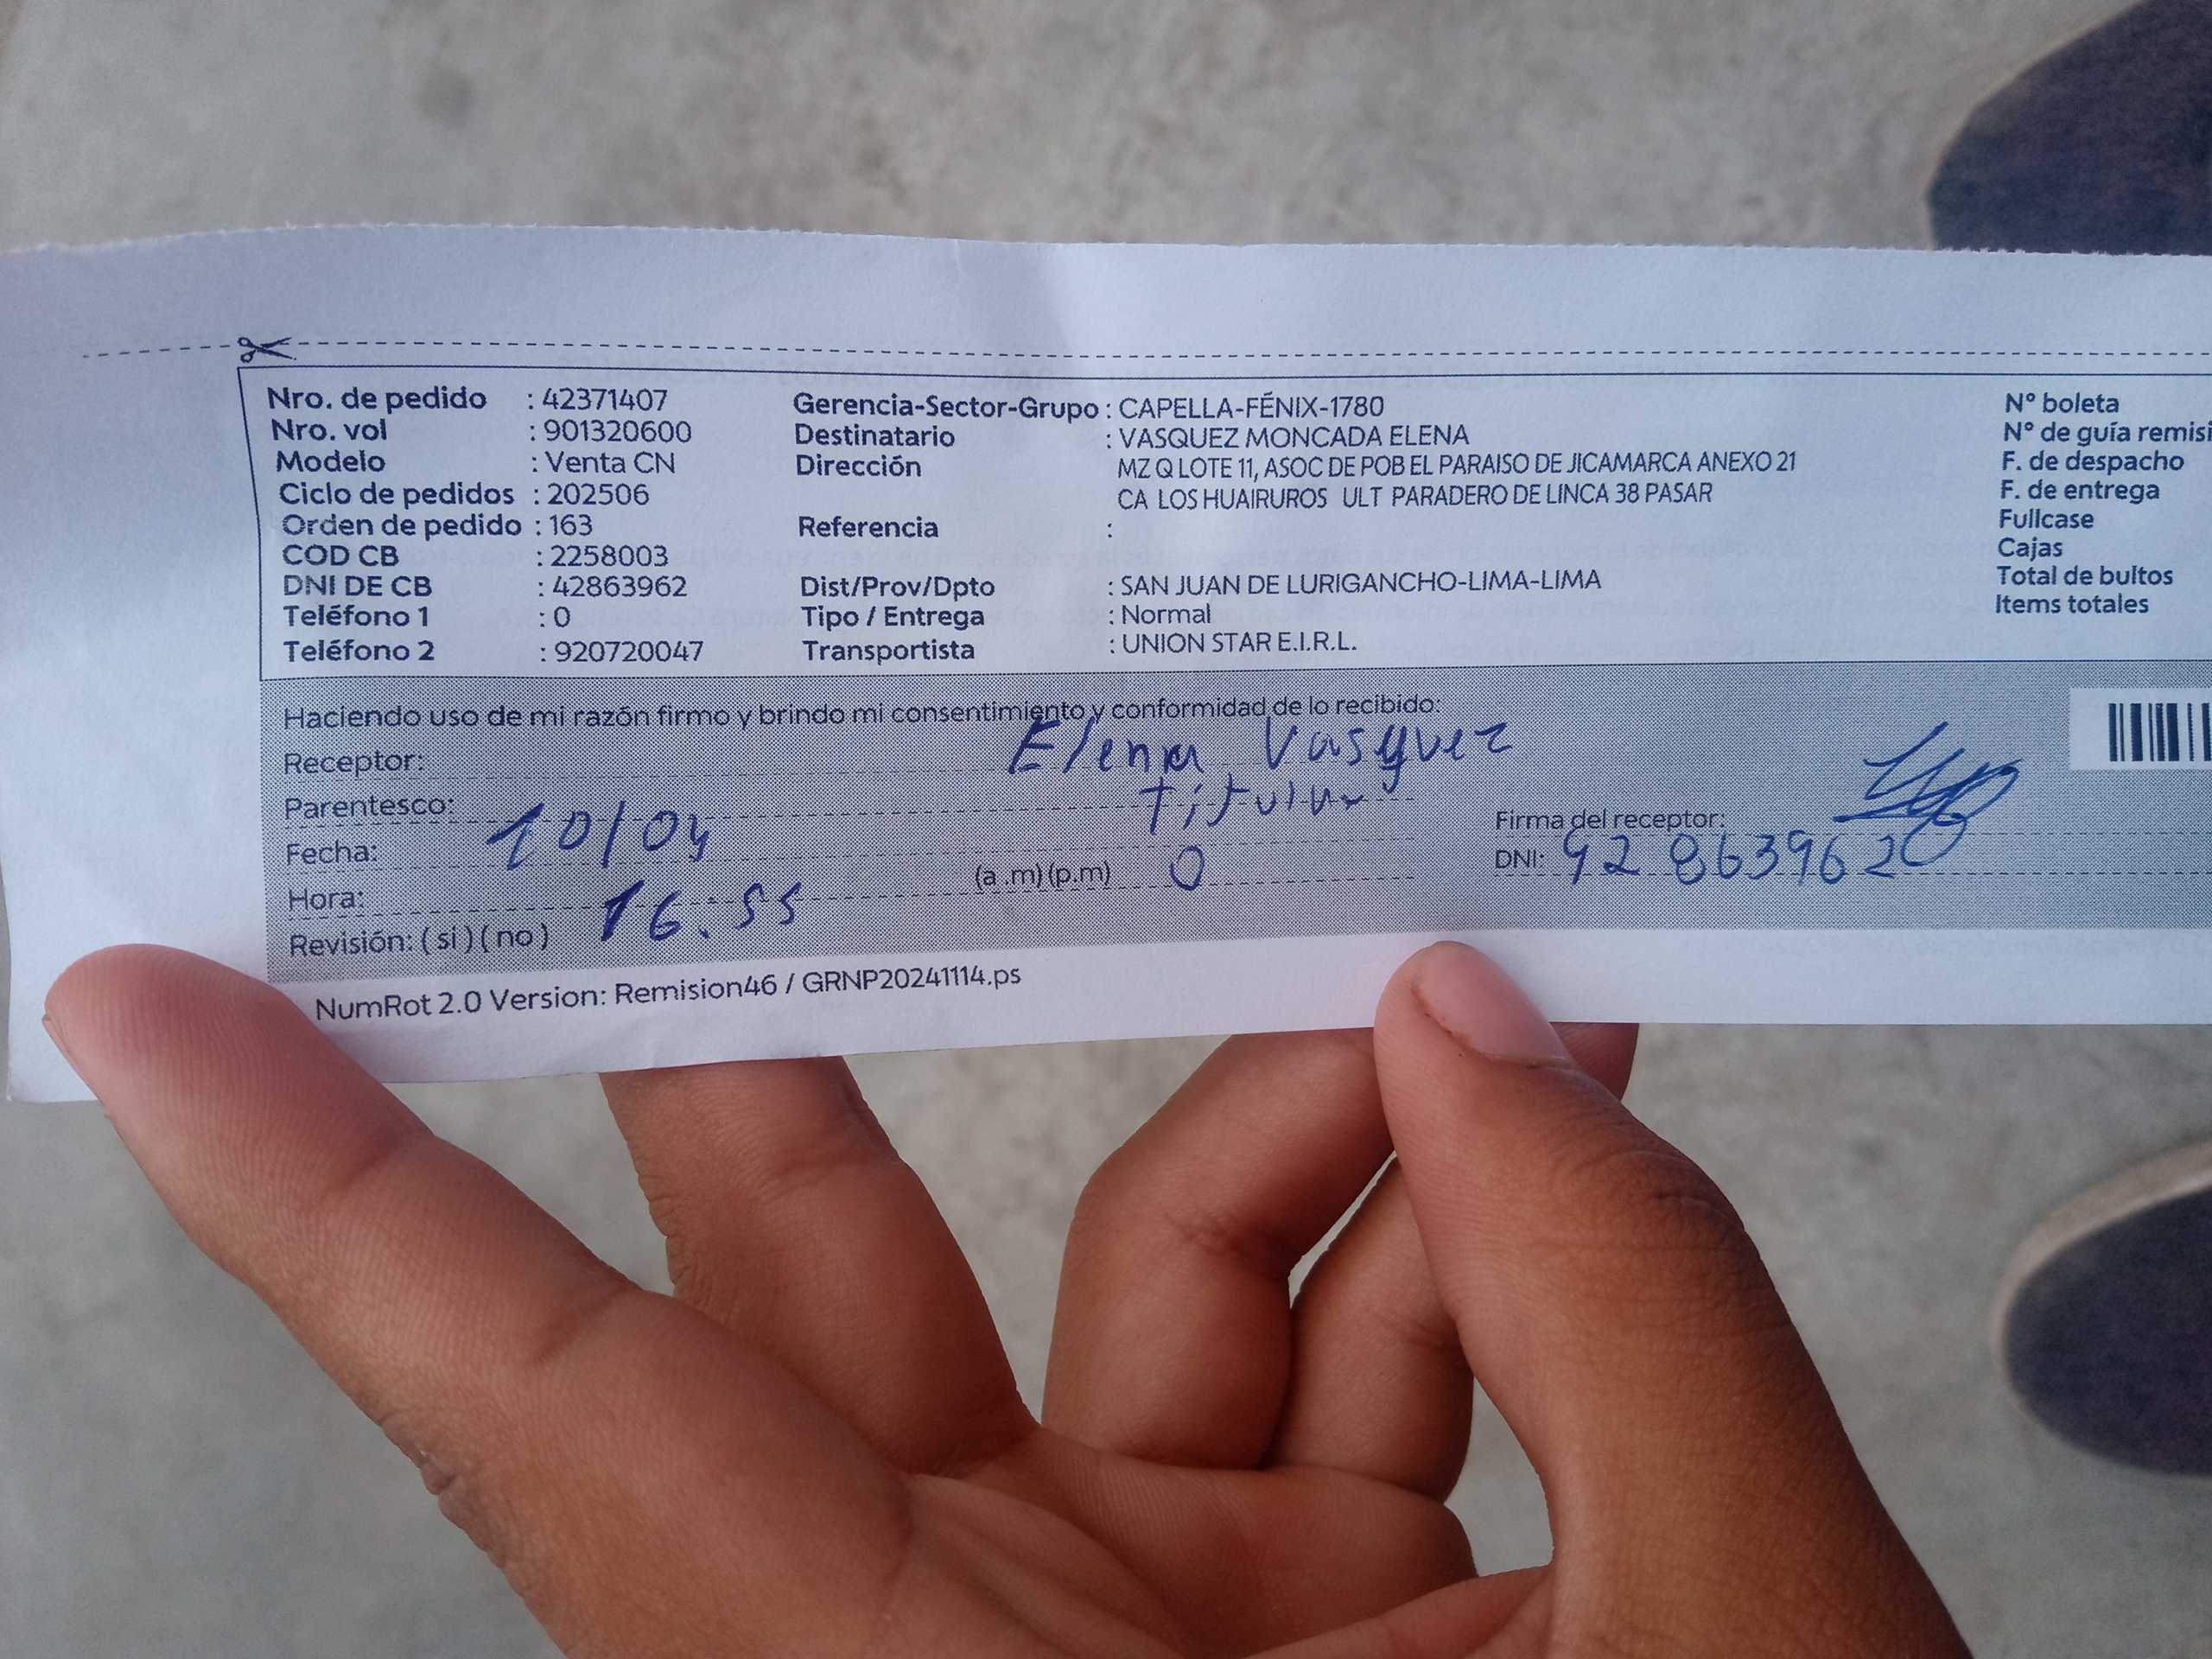 Nro. de pedido : 42371407
Nro. vol : 901320600
Modelo : Venta CN
Ciclo de pedidos : 202506
Orden de pedido : 163
COD CB : 2258003
DNI DE CB : 42863962
Teléfono 1 : 0
Teléfono 2 : 920720047
Gerencia-Sector-Grupo : CAPELLA-FÉNIX-1780
Destinatario : VASQUEZ MONCADA ELENA
Dirección MZ Q LOTE 11, ASOC DE POB EL PARAISO DE JICAMARCA ANEXO 21
CA LOS HUAIRUROS ULT PARADERO DE LINCA 38 PASAR
Referencia :
Dist/Prov/Dpto : SAN JUAN DE LURIGANCHO-LIMA-LIMA
Tipo / Entrega : Normal
Transportista : UNION STAR E.I.R.L.
N° boleta
N° de guía remisi
F. de despacho
F. de entrega
Fullcase
Cajas
Total de bultos
Items totales
Haciendo uso de mi razón firmo y brindo mi consentimiento y conformidad de lo recibido:
Receptor: Elena Vasquez
Parentesco: titular
Fecha: 10/04
Hora: 16:55 (a .m) (p.m) 0
Revisión: ( si ) ( no )
Firma del receptor:
DNI: 42863962
NumRot 2.0 Version: Remision46 / GRNP20241114.ps